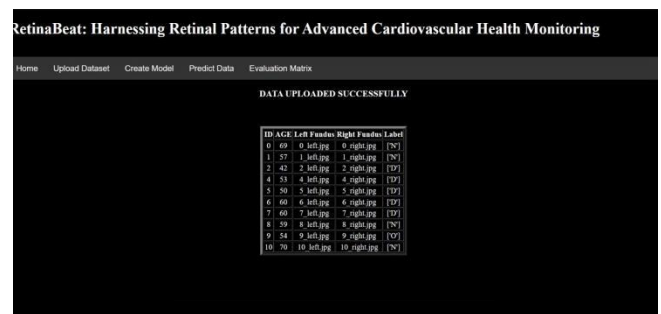 RetinaBeat: Harnessing Retinal Patterns for Advanced Cardiovascular Health Monitoring
Home Upload Dataset Create Model Predict Data Evaluation Matrix
DATA UPLOADED SUCCESSFULLY
ID AGE Left Fundus Right Fundus Label
0 69 0_left.jpg 0_right.jpg ['N']
1 57 1_left.jpg 1_right.jpg ['N']
2 42 2_left.jpg 2_right.jpg ['D']
4 53 4_left.jpg 4_right.jpg ['D']
5 50 5_left.jpg 5_right.jpg ['D']
6 60 6_left.jpg 6_right.jpg ['D']
7 60 7_left.jpg 7_right.jpg ['D']
8 59 8_left.jpg 8_right.jpg ['N']
9 54 9_left.jpg 9_right.jpg ['O']
10 70 10_left.jpg 10_right.jpg ['N']